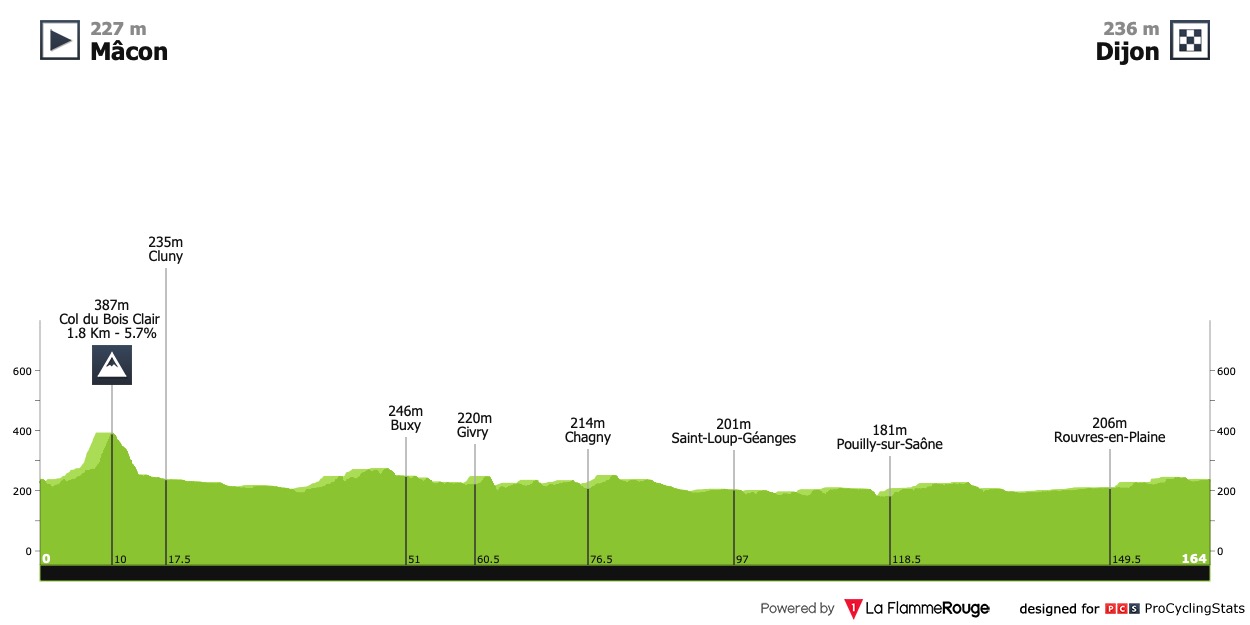 227 m
Mâcon
236 m
Dijon
235m
Cluny
387m
Col du Bois Clair
1.8 Km - 5.7%
246m
Buxy
220m
Givry
214m
Chagny
201m
Saint-Loup-Géanges
181m
Pouilly-sur-Saône
206m
Rouvres-en-Plaine
600
400
200
0
600
400
200
0
0
10
17.5
51
60.5
76.5
97
118.5
149.5
164
Powered by 1 La FlammeRouge designed for PCS ProCyclingStats